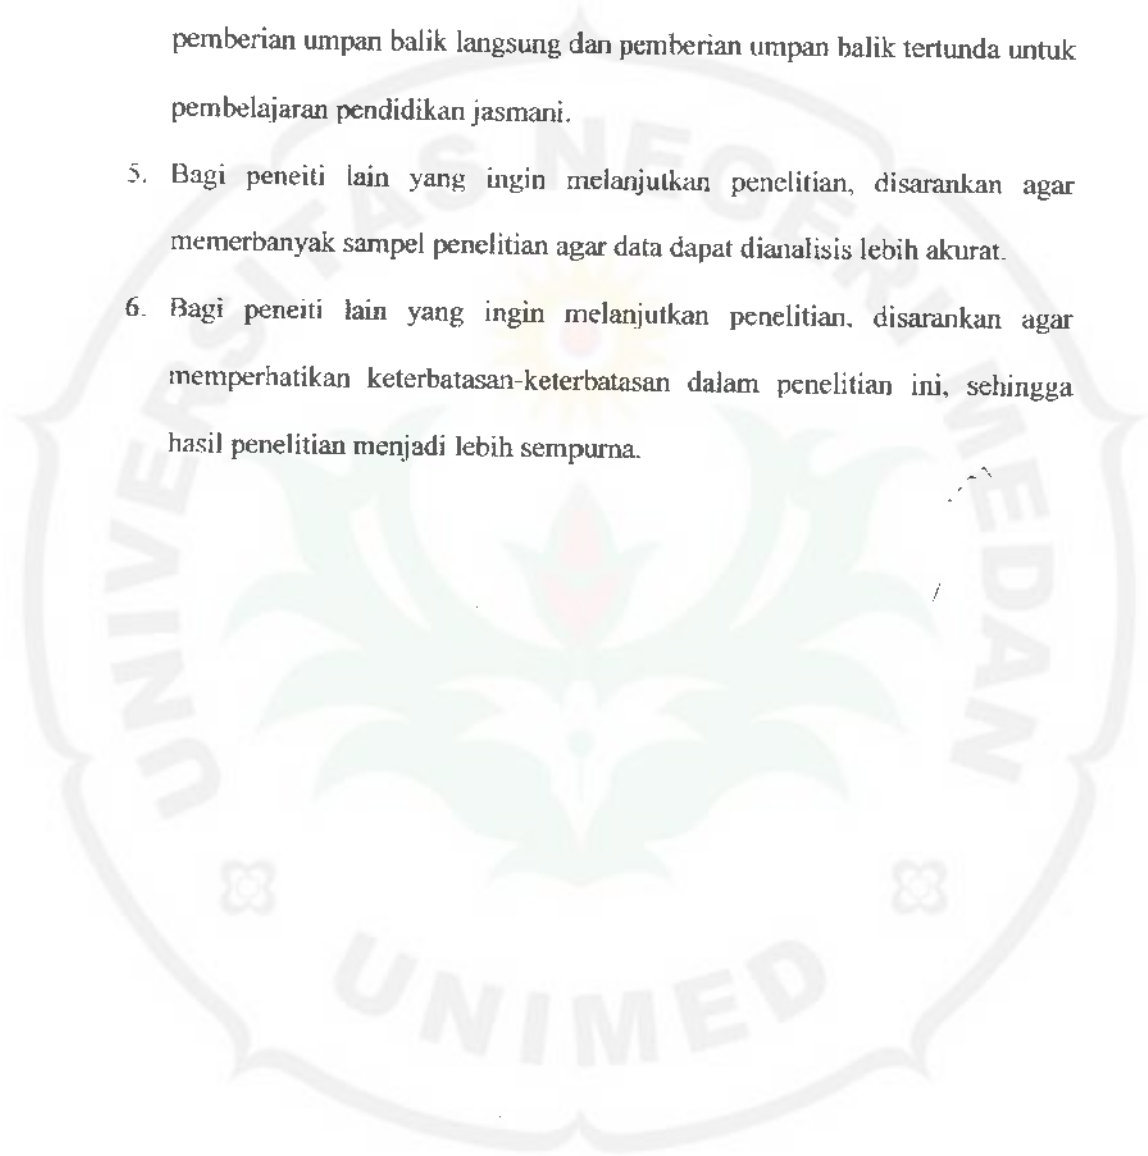 pemberian umpan balik langsung dan pemberian umpan balik tertunda untuk
pembelajaran pendidikan jasmani.
5. Bagi peneiti lain yang ingin melanjutkan penelitian, disarankan agar
memerbanyak sampel penelitian agar data dapat dianalisis lebih akurat.
6. Bagi peneiti lain yang ingin melanjutkan penelitian, disarankan agar
memperhatikan keterbatasan-keterbatasan dalam penelitian ini, sehingga
hasil penelitian menjadi lebih sempurna.
UNIVERSITAS NEGERI MEDAN
UNIMED